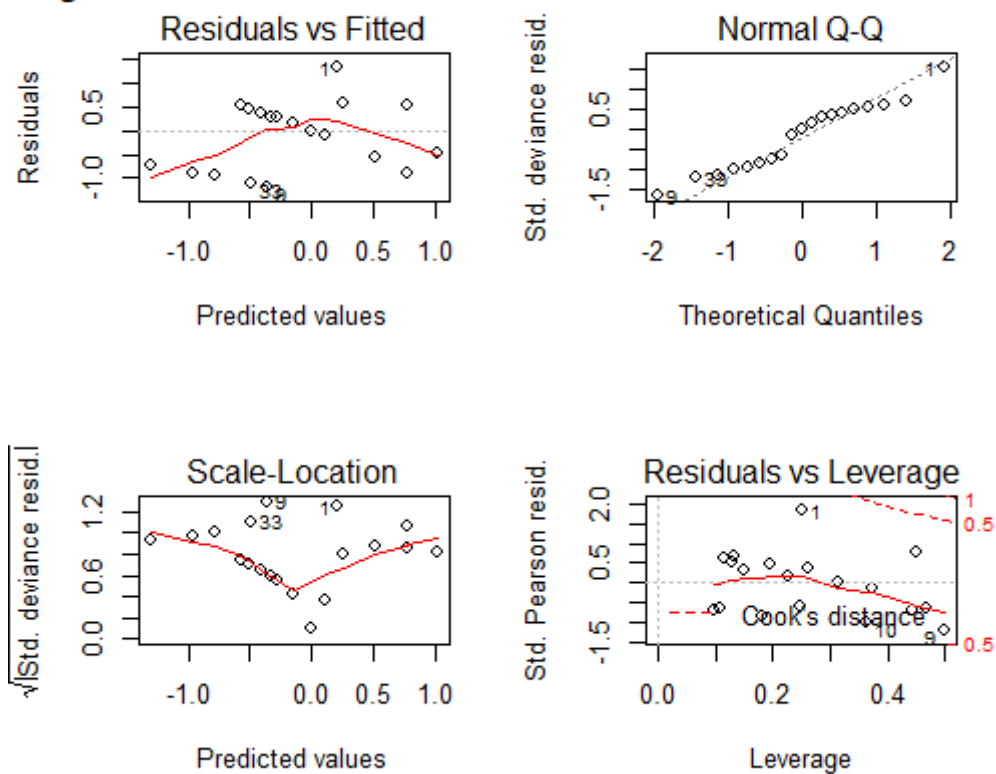 Residuals vs Fitted
Residuals
0.5
-1.0
1
33
9
-1.0 0.0 0.5 1.0
Predicted values
Normal Q-Q
Std. deviance resid.
0.5
-1.5
1
33
9
-2 -1 0 1 2
Theoretical Quantiles
Scale-Location
√|Std. deviance resid.|
1.2
0.6
0.0
9
33
1
-1.0 0.0 0.5 1.0
Predicted values
Residuals vs Leverage
Std. Pearson resid.
2.0
0.5
-1.5
1
10
9
Cook's distance
1
0.5
0.5
0.0 0.2 0.4
Leverage